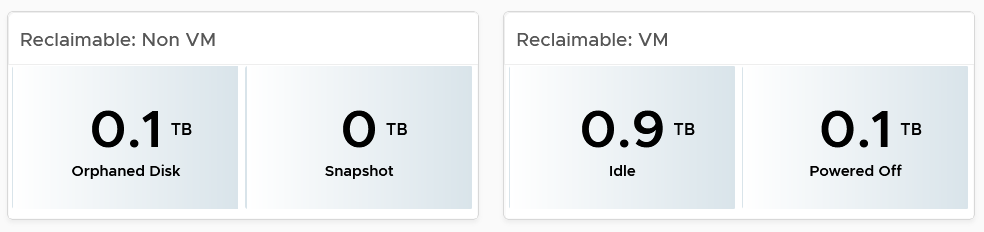 Reclaimable: Non VM
0.1 TB
Orphaned Disk
0 TB
Snapshot
Reclaimable: VM
0.9 TB
Idle
0.1 TB
Powered Off